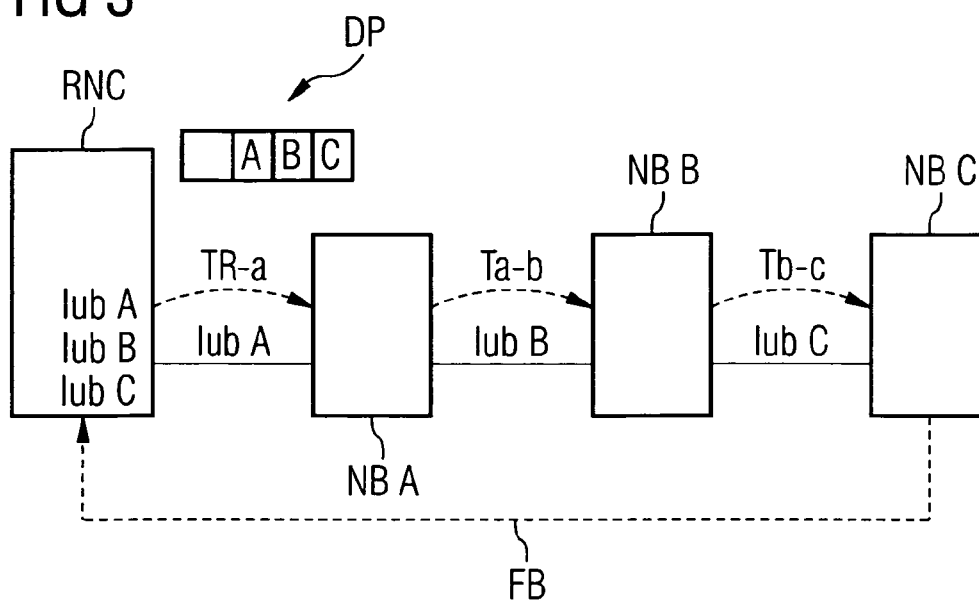 FIG 3
DP
RNC
A B C
NB B
NB C
TR-a
Ta-b
Tb-c
Iub A
Iub B
Iub C
Iub A
Iub B
Iub C
NB A
FB